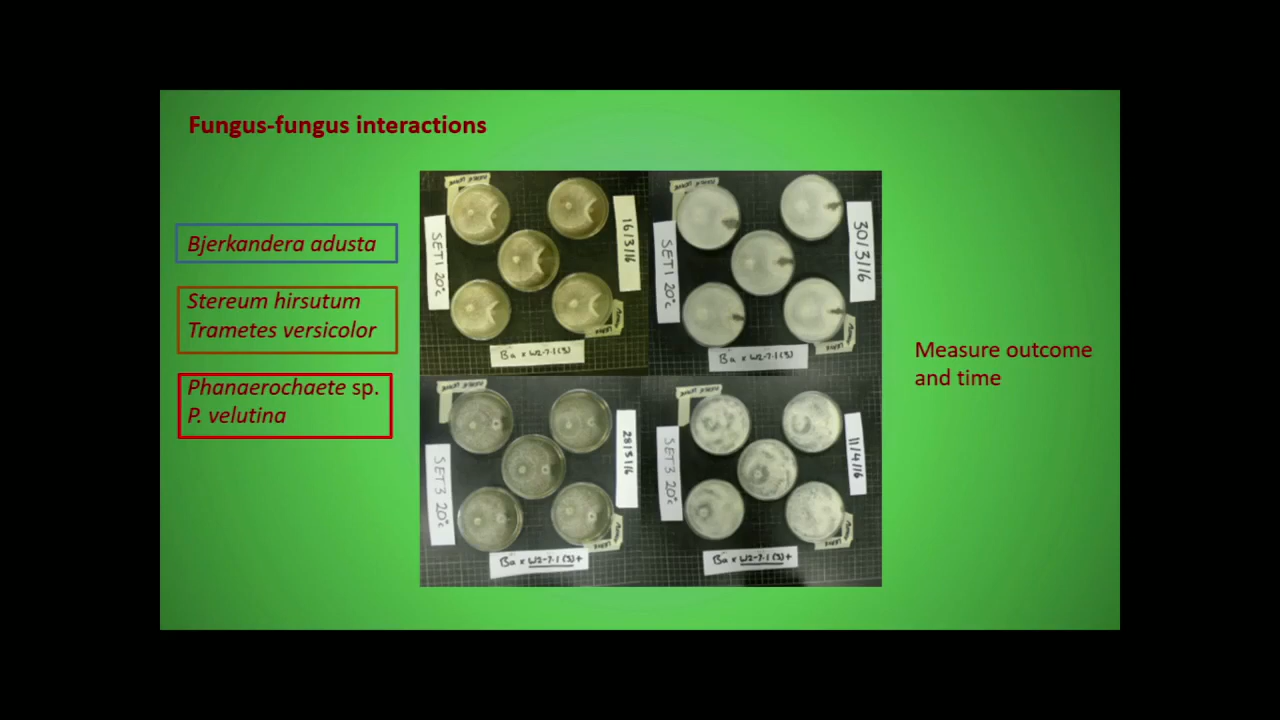 Fungus-fungus interactions
Bjerkandera adusta
Stereum hirsutum
Trametes versicolor
Phanaerochaete sp.
P. velutina
SET1 20°C
16/3/16
Ba x W2-7.1(3)
SET1 20°C
30/3/16
Ba x W2-7.1(3)
SET3 20°C
28/3/16
Ba x W2-7.1(3)+
SET3 20°C
11/4/16
Ba x W2-7.1(3)+
Measure outcome
and time